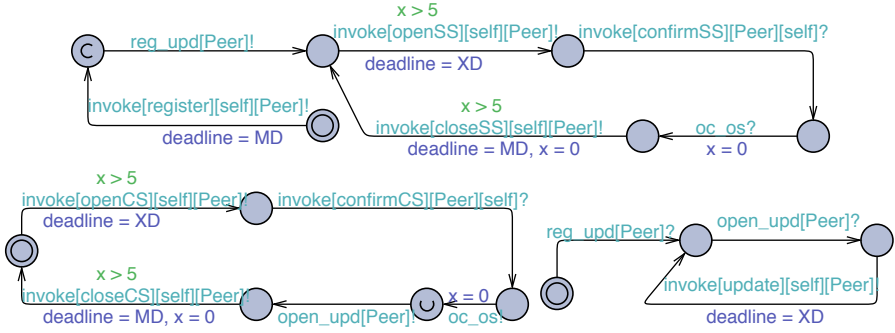 x > 5
req_upd[Peer]!
invoke[openSS][self][Peer]!
invoke[confirmSS][Peer][self]?
deadline = XD
invoke[register][self][Peer]!
deadline = MD
x > 5
invoke[closeSS][self][Peer]!
deadline = MD, x = 0
oc_os?
x = 0
x > 5
invoke[openCS][self][Peer]!
invoke[confirmCS][Peer][self]?
deadline = XD
x > 5
invoke[closeCS][self][Peer]!
deadline = MD, x = 0
open_upd[Peer]!
x = 0
oc_os!
req_upd[Peer]?
open_upd[Peer]?
invoke[update][self][Peer]!
deadline = XD